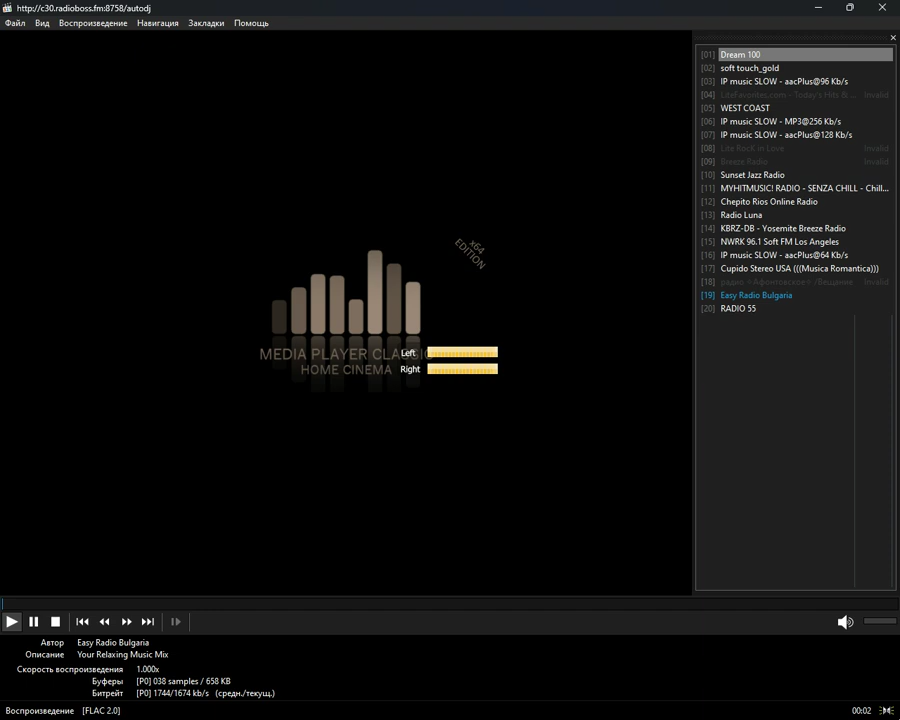 http://c30.radioboss.fm:8758/autodj
Файл Вид Воспроизведение Навигация Закладки Помощь
[01] Dream 100
[02] soft touch_gold
[03] IP music SLOW - aacPlus@96 Kb/s
[04] LiteFavorites.com - Today's Hits & ... Invalid
[05] WEST COAST
[06] IP music SLOW - MP3@256 Kb/s
[07] IP music SLOW - aacPlus@128 Kb/s
[08] Lite RocK in Love Invalid
[09] Breeze Radio Invalid
[10] Sunset Jazz Radio
[11] MYHITMUSIC! RADIO - SENZA CHILL - Chill...
[12] Chepito Rios Online Radio
[13] Radio Luna
[14] KBRZ-DB - Yosemite Breeze Radio
[15] NWRK 96.1 Soft FM Los Angeles
[16] IP music SLOW - aacPlus@64 Kb/s
[17] Cupido Stereo USA (((Musica Romantica)))
[18] радио ✧Афонтовское✧ /Вещание Invalid
[19] Easy Radio Bulgaria
[20] RADIO 55
x64
EDITION
MEDIA PLAYER CLASSIC
HOME CINEMA
Left
Right
Автор Easy Radio Bulgaria
Описание Your Relaxing Music Mix
Скорость воспроизведения 1.000x
Буферы [P0] 038 samples / 658 KB
Битрейт [P0] 1744/1674 kb/s (средн./текущ.)
Воспроизведение [FLAC 2.0] 00:02